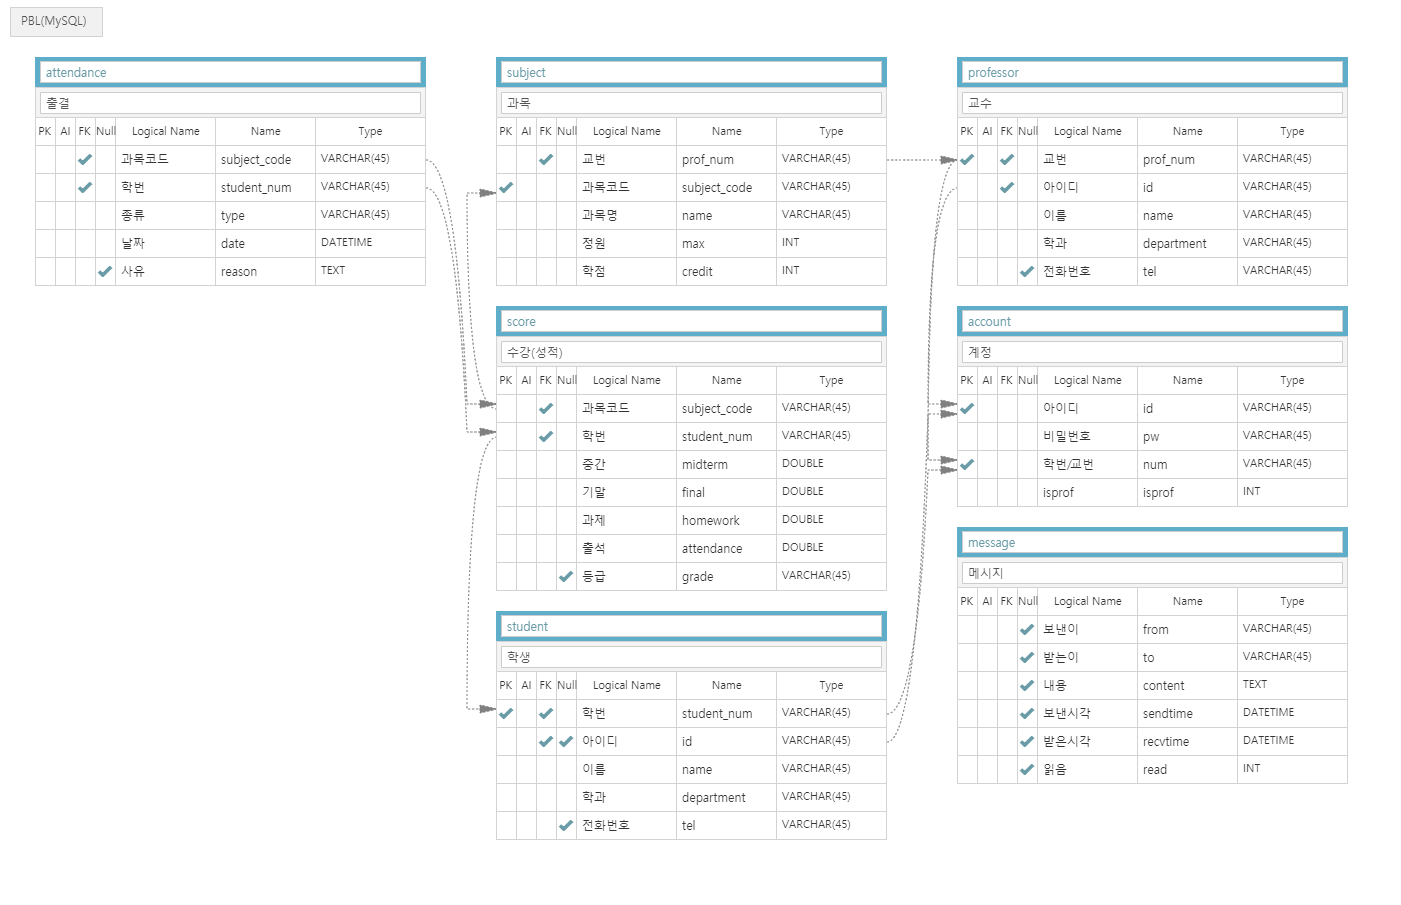 PBL(MySQL)
attendance
출결
PK AI FK Null Logical Name Name Type
과목코드 subject_code VARCHAR(45)
학번 student_num VARCHAR(45)
종류 type VARCHAR(45)
날짜 date DATETIME
사유 reason TEXT
subject
과목
PK AI FK Null Logical Name Name Type
교번 prof_num VARCHAR(45)
과목코드 subject_code VARCHAR(45)
과목명 name VARCHAR(45)
정원 max INT
학점 credit INT
score
수강(성적)
PK AI FK Null Logical Name Name Type
과목코드 subject_code VARCHAR(45)
학번 student_num VARCHAR(45)
중간 midterm DOUBLE
기말 final DOUBLE
과제 homework DOUBLE
출석 attendance DOUBLE
등급 grade VARCHAR(45)
student
학생
PK AI FK Null Logical Name Name Type
학번 student_num VARCHAR(45)
아이디 id VARCHAR(45)
이름 name VARCHAR(45)
학과 department VARCHAR(45)
전화번호 tel VARCHAR(45)
professor
교수
PK AI FK Null Logical Name Name Type
교번 prof_num VARCHAR(45)
아이디 id VARCHAR(45)
이름 name VARCHAR(45)
학과 department VARCHAR(45)
전화번호 tel VARCHAR(45)
account
계정
PK AI FK Null Logical Name Name Type
아이디 id VARCHAR(45)
비밀번호 pw VARCHAR(45)
학번/교번 num VARCHAR(45)
isprof isprof INT
message
메시지
PK AI FK Null Logical Name Name Type
보낸이 from VARCHAR(45)
받는이 to VARCHAR(45)
내용 content TEXT
보낸시각 sendtime DATETIME
받은시각 recvtime DATETIME
읽음 read INT